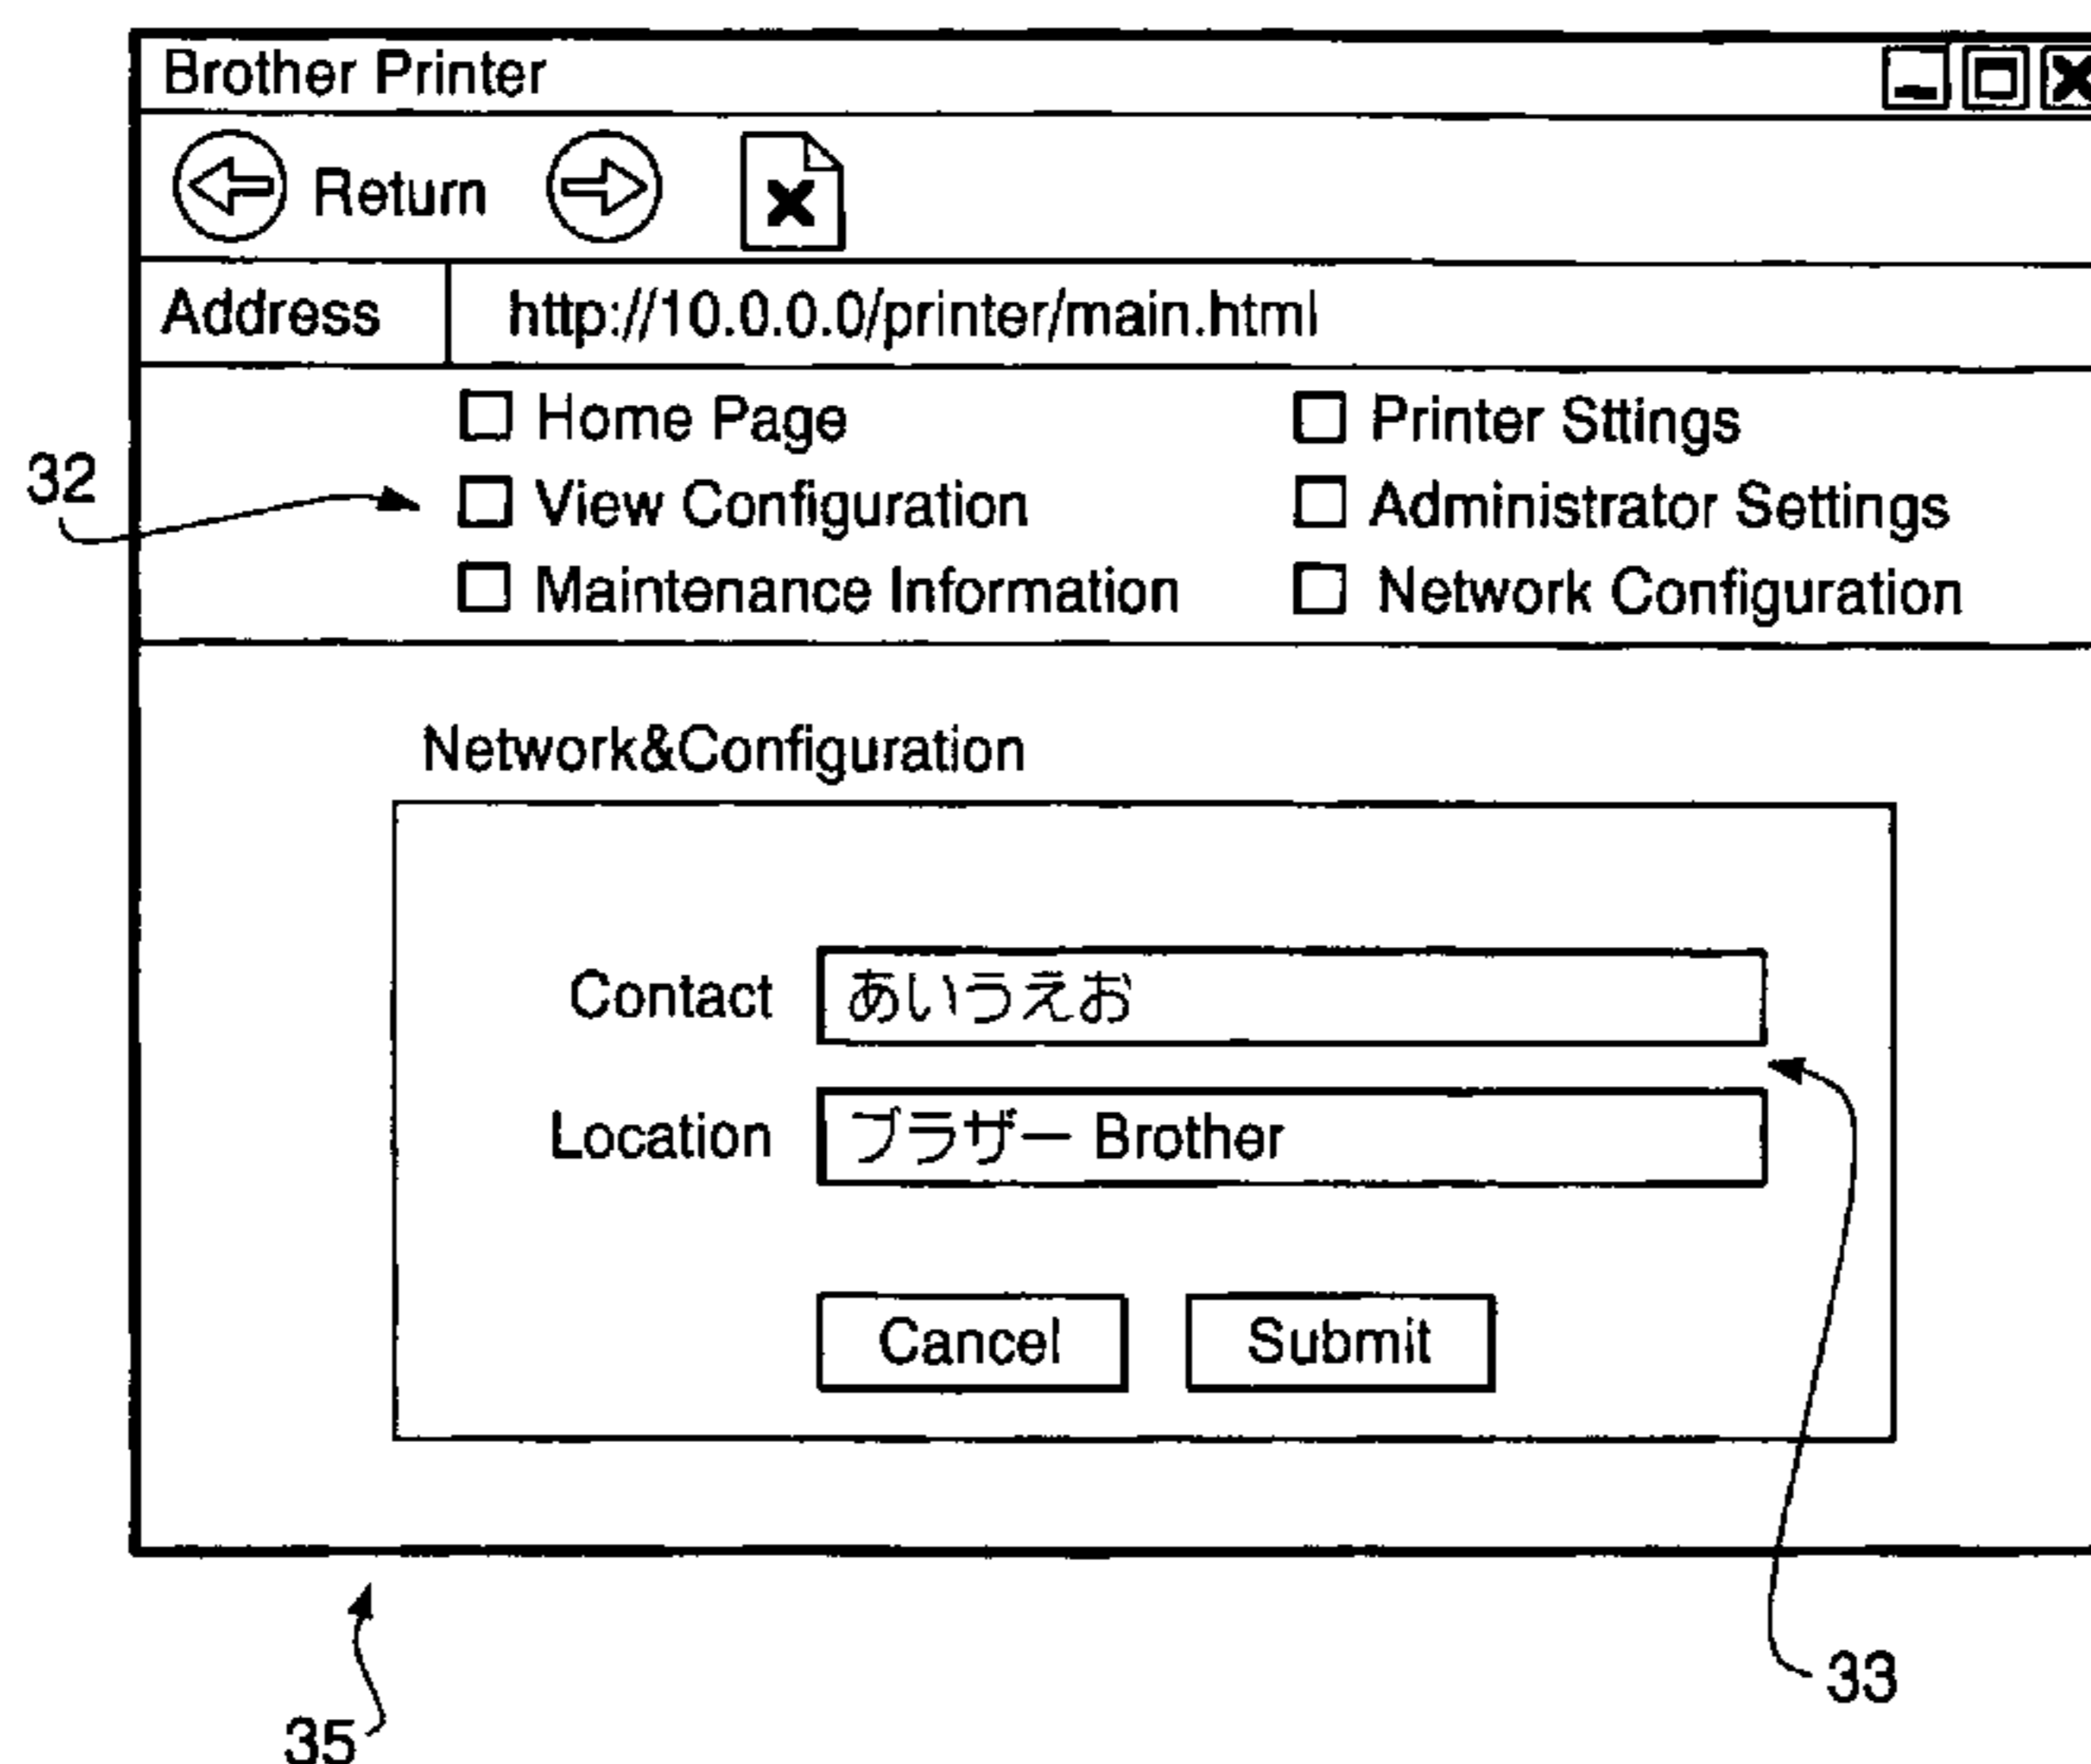 Brother Printer
Return
Address http://10.0.0.0/printer/main.html
Home Page Printer Sttings
32
View Configuration Administrator Settings
Maintenance Information Network Configuration
Network&Configuration
Contact あいうえお
Location ブラザー Brother
Cancel Submit
33
35